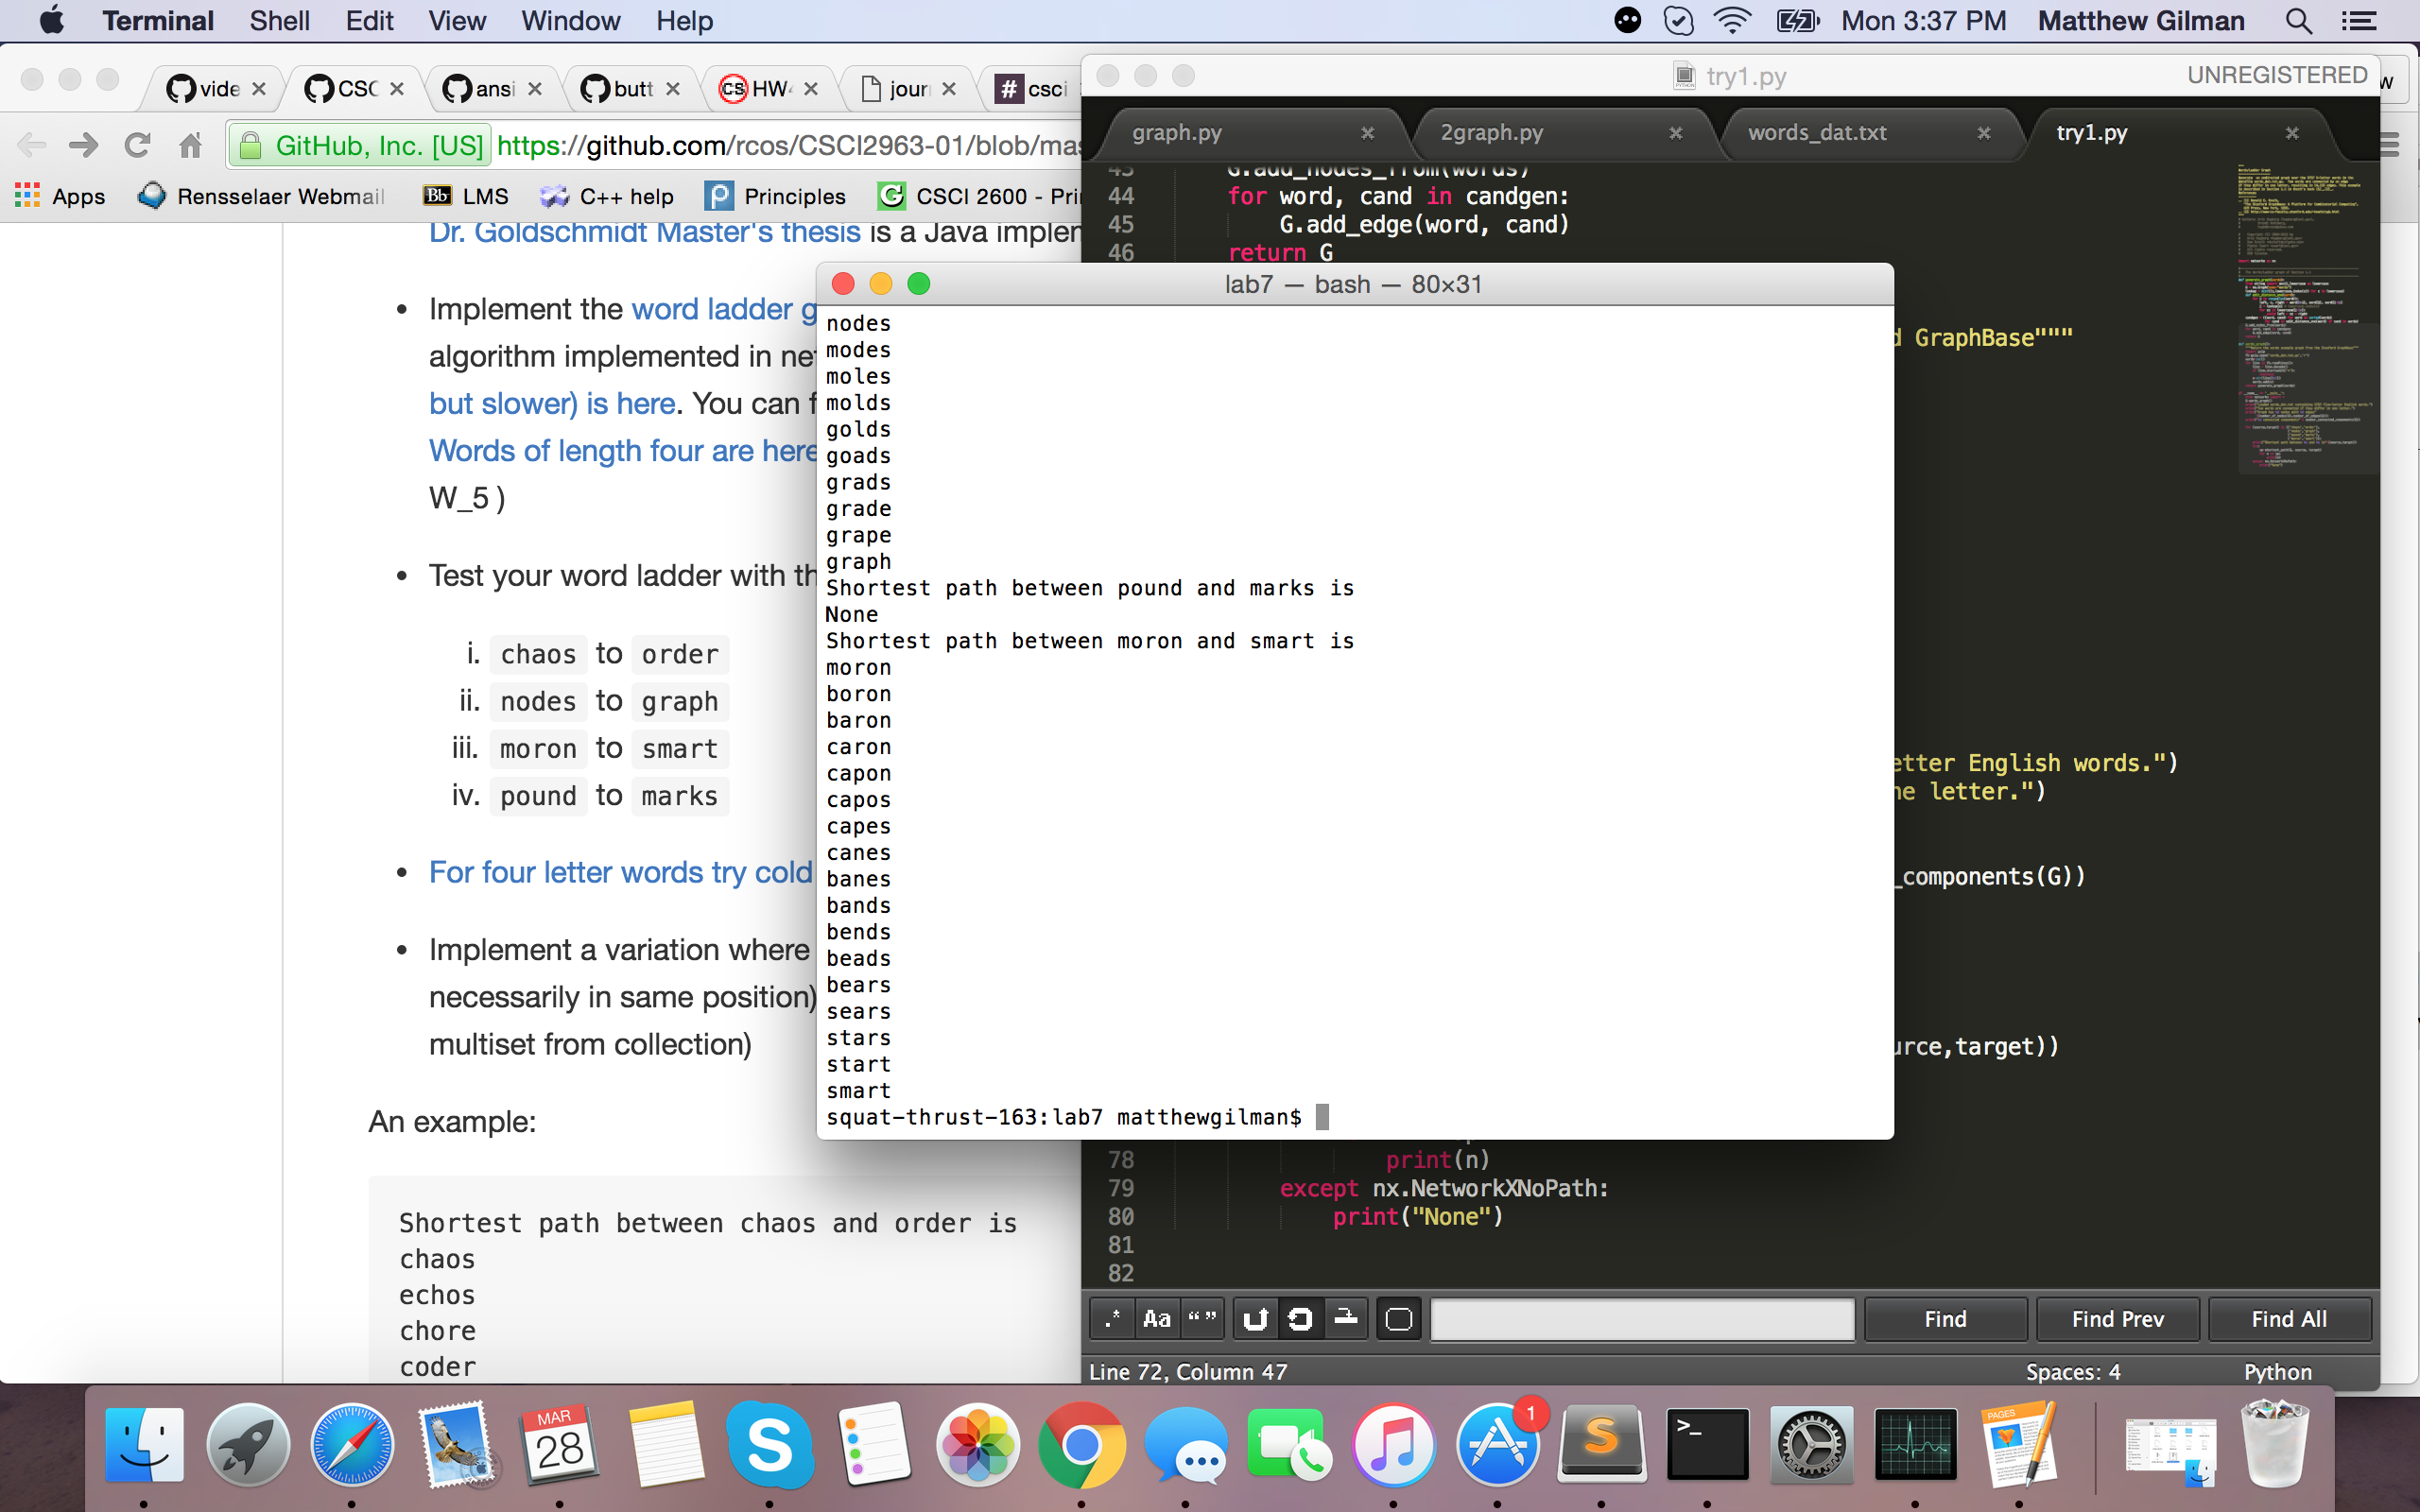 Terminal Shell Edit View Window Help Mon 3:37 PM Matthew Gilman
vide CSC ansi butt HW4 jour csci
GitHub, Inc. [US] https://github.com/rcos/CSCI2963-01/blob/mas
Apps Rensselaer Webmail LMS C++ help Principles CSCI 2600 - Pri
Dr. Goldschmidt Master's thesis is a Java implen
Implement the word ladder g
algorithm implemented in net
but slower) is here. You can f
Words of length four are here
W_5 )
Test your word ladder with th
i. chaos to order
ii. nodes to graph
iii. moron to smart
iv. pound to marks
For four letter words try cold
Implement a variation where
necessarily in same position)
multiset from collection)
An example:
Shortest path between chaos and order is
chaos
echos
chore
coder
try1.py UNREGISTERED
graph.py 2graph.py words_dat.txt try1.py
43 G.add_nodes_from(words)
44 for word, cand in candgen:
45 G.add_edge(word, cand)
46 return G
d GraphBase"""
etter English words.")
ne letter.")
_components(G))
urce,target))
78 print(n)
79 except nx.NetworkXNoPath:
80 print("None")
81
82
.* Aa “ ” Find Find Prev Find All
Line 72, Column 47 Spaces: 4 Python
lab7 — bash — 80×31
nodes
modes
moles
molds
golds
goads
grads
grade
grape
graph
Shortest path between pound and marks is
None
Shortest path between moron and smart is
moron
boron
baron
caron
capon
capos
capes
canes
banes
bands
bends
beads
bears
sears
stars
start
smart
squat-thrust-163:lab7 matthewgilman$
MAR
28
1
PAGES